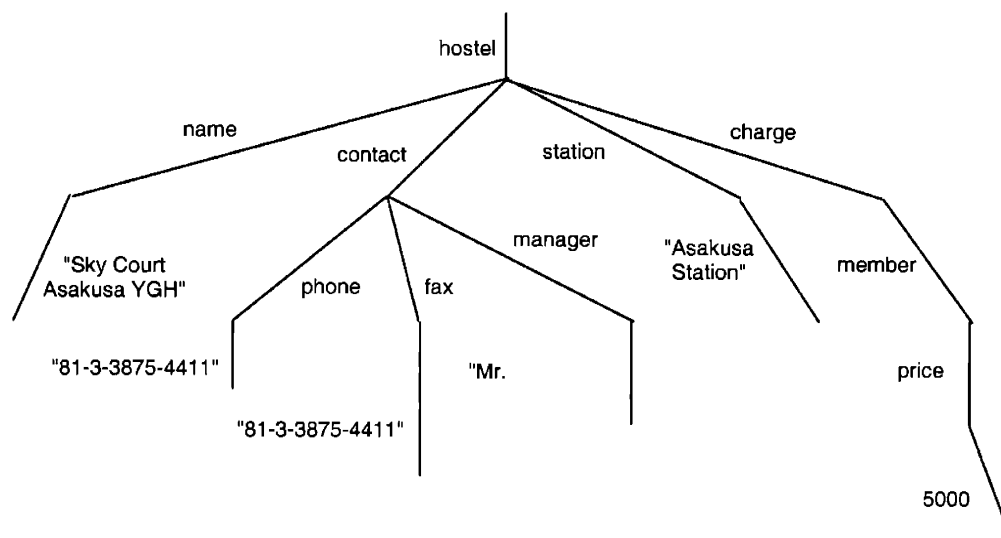 hostel
name
charge
contact
station
manager
"Sky Court
Asakusa YGH"
"Asakusa
Station"
member
phone
fax
"81-3-3875-4411"
"Mr.
price
"81-3-3875-4411"
5000